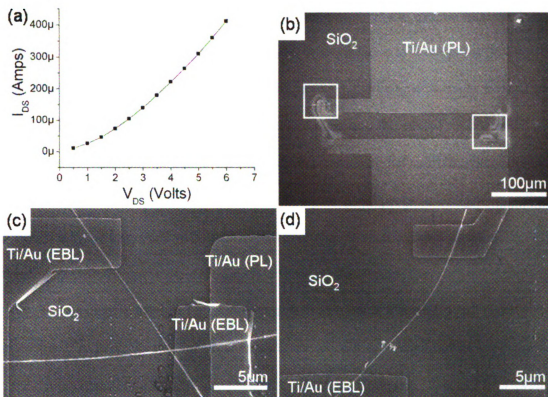 (a)
400µ
300µ
200µ
100µ
0µ
I_DS (Amps)
0 1 2 3 4 5 6 7
V_DS (Volts)
(b)
SiO₂
Ti/Au (PL)
100µm
(c)
Ti/Au (EBL)
Ti/Au (PL)
SiO₂
Ti/Au (EBL)
5µm
(d)
SiO₂
Ti/Au (EBL)
5µm